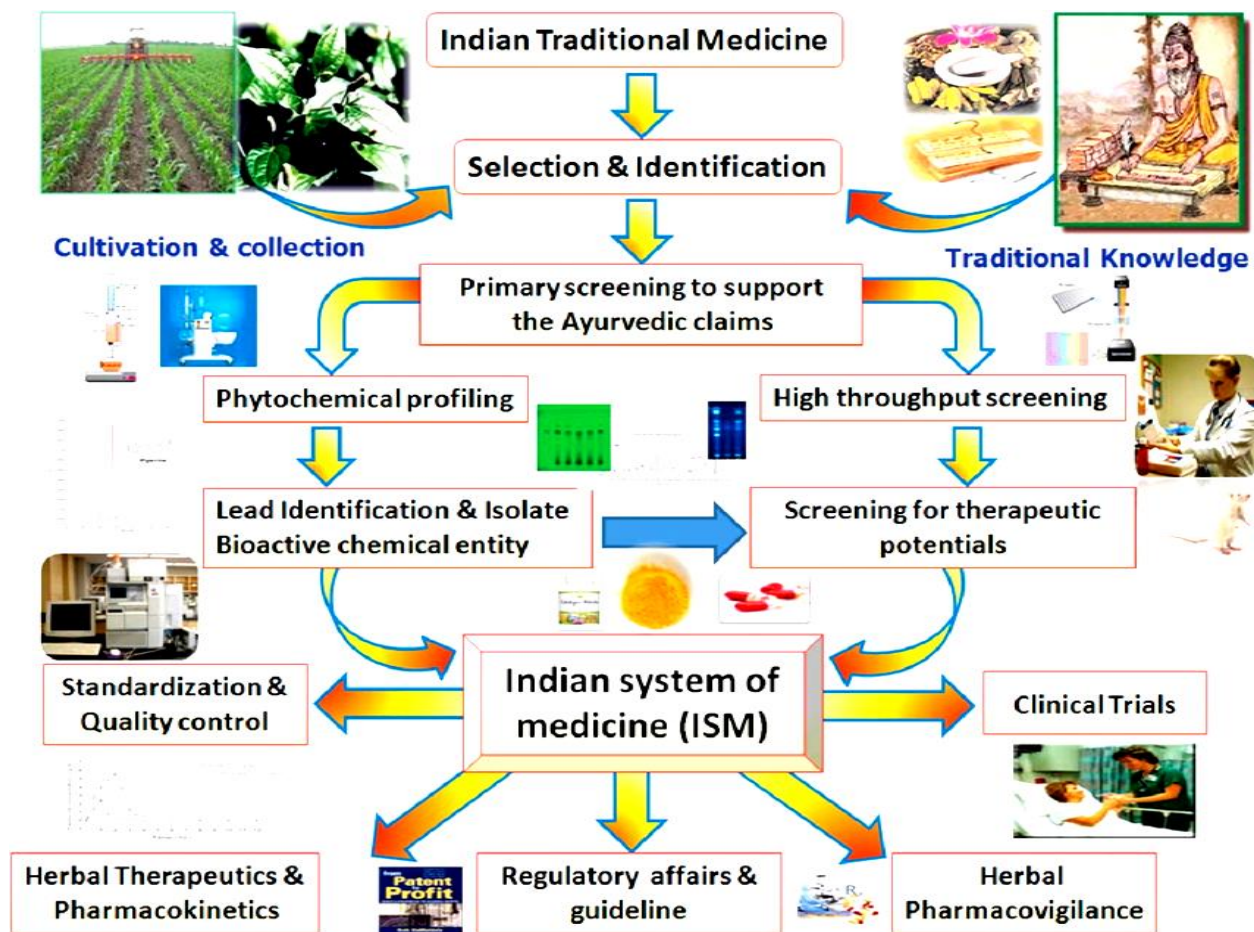 Indian Traditional Medicine
Selection & Identification
Cultivation & collection
Traditional Knowledge
Primary screening to support
the Ayurvedic claims
Phytochemical profiling
High throughput screening
Lead Identification & Isolate
Bioactive chemical entity
Screening for therapeutic
potentials
Indian system of
medicine (ISM)
Standardization &
Quality control
Clinical Trials
Herbal Therapeutics &
Pharmacokinetics
Patent
Profit
Regulatory affairs &
guideline
Herbal
Pharmacovigilance